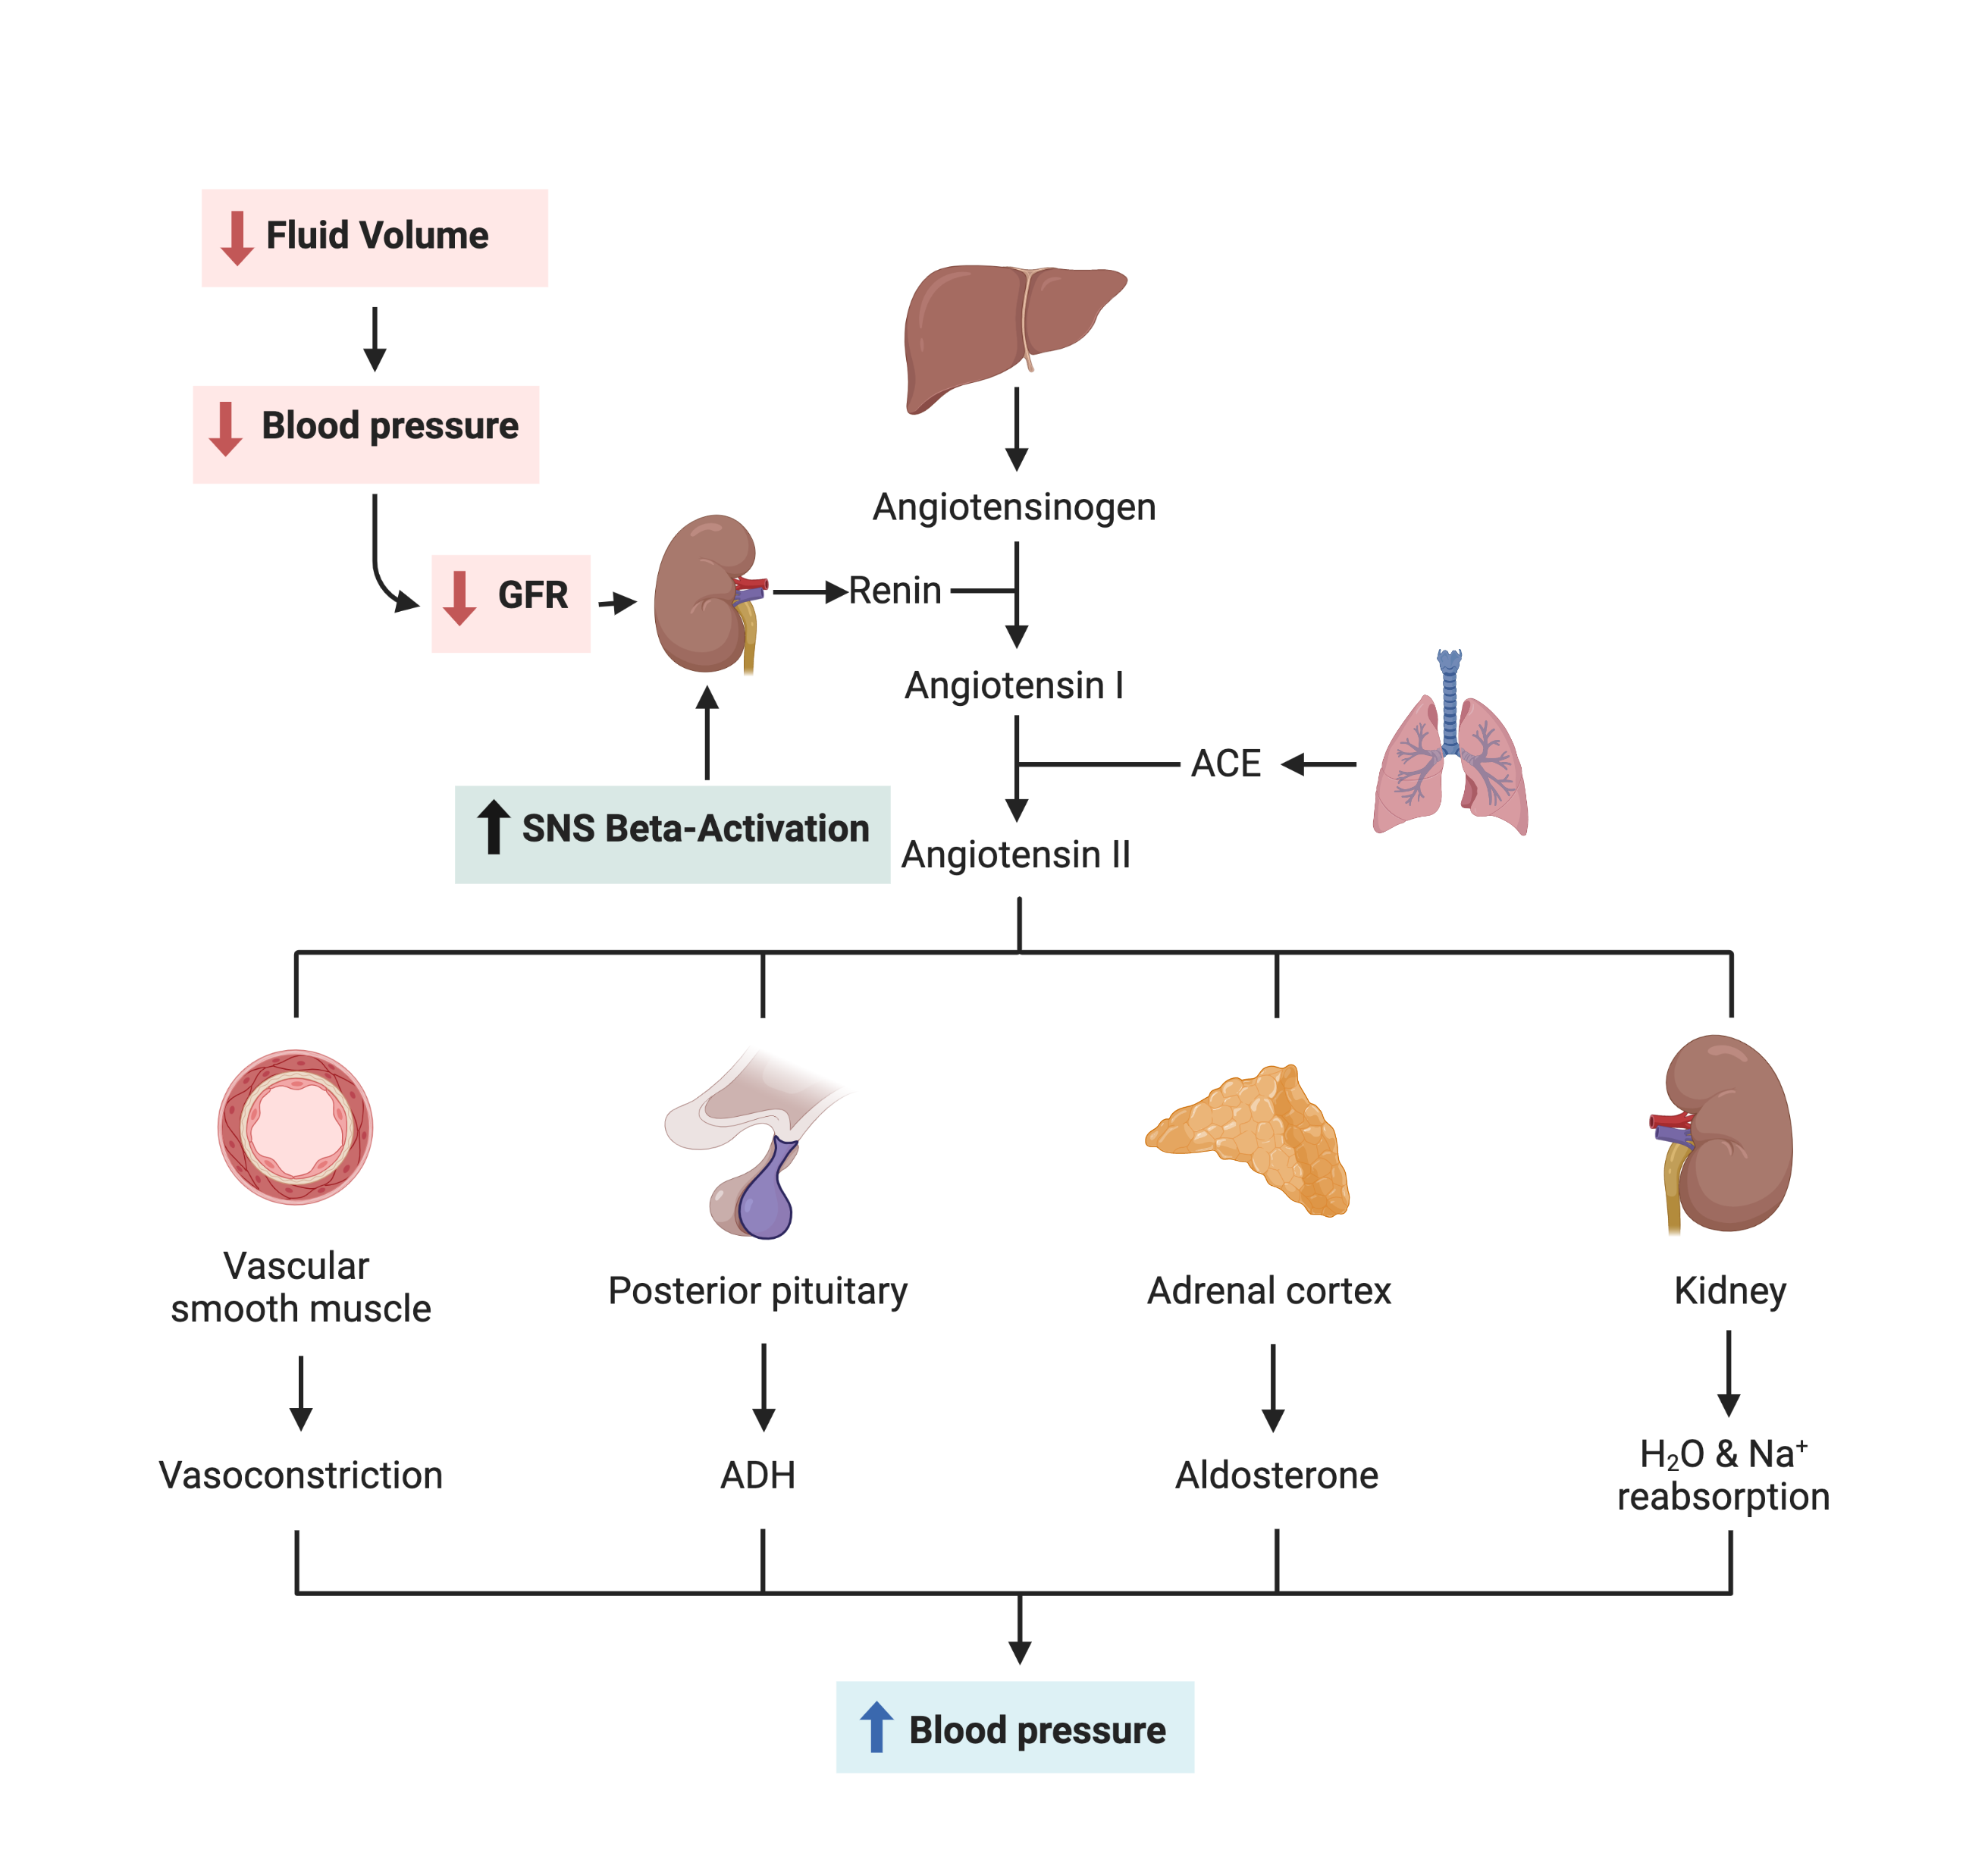 Fluid Volume
Blood pressure
Angiotensinogen
GFR
Renin
Angiotensin I
ACE
SNS Beta-Activation
Angiotensin II
Vascular
smooth muscle
Posterior pituitary
Adrenal cortex
Kidney
Vasoconstriction
ADH
Aldosterone
H₂O & Na⁺
reabsorption
Blood pressure